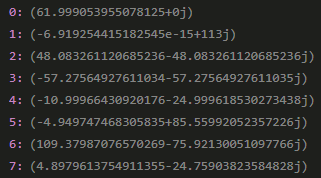 0: (61.999053955078125+0j)
1: (-6.919254415182545e-15+113j)
2: (48.083261120685236-48.083261120685236j)
3: (-57.27564927611034-57.27564927611035j)
4: (-10.99966430920176-24.999618530273438j)
5: (-4.949747468305835+85.55992052357226j)
6: (109.37987076570269-75.92130051097766j)
7: (4.8979613754911355-24.75903823584828j)